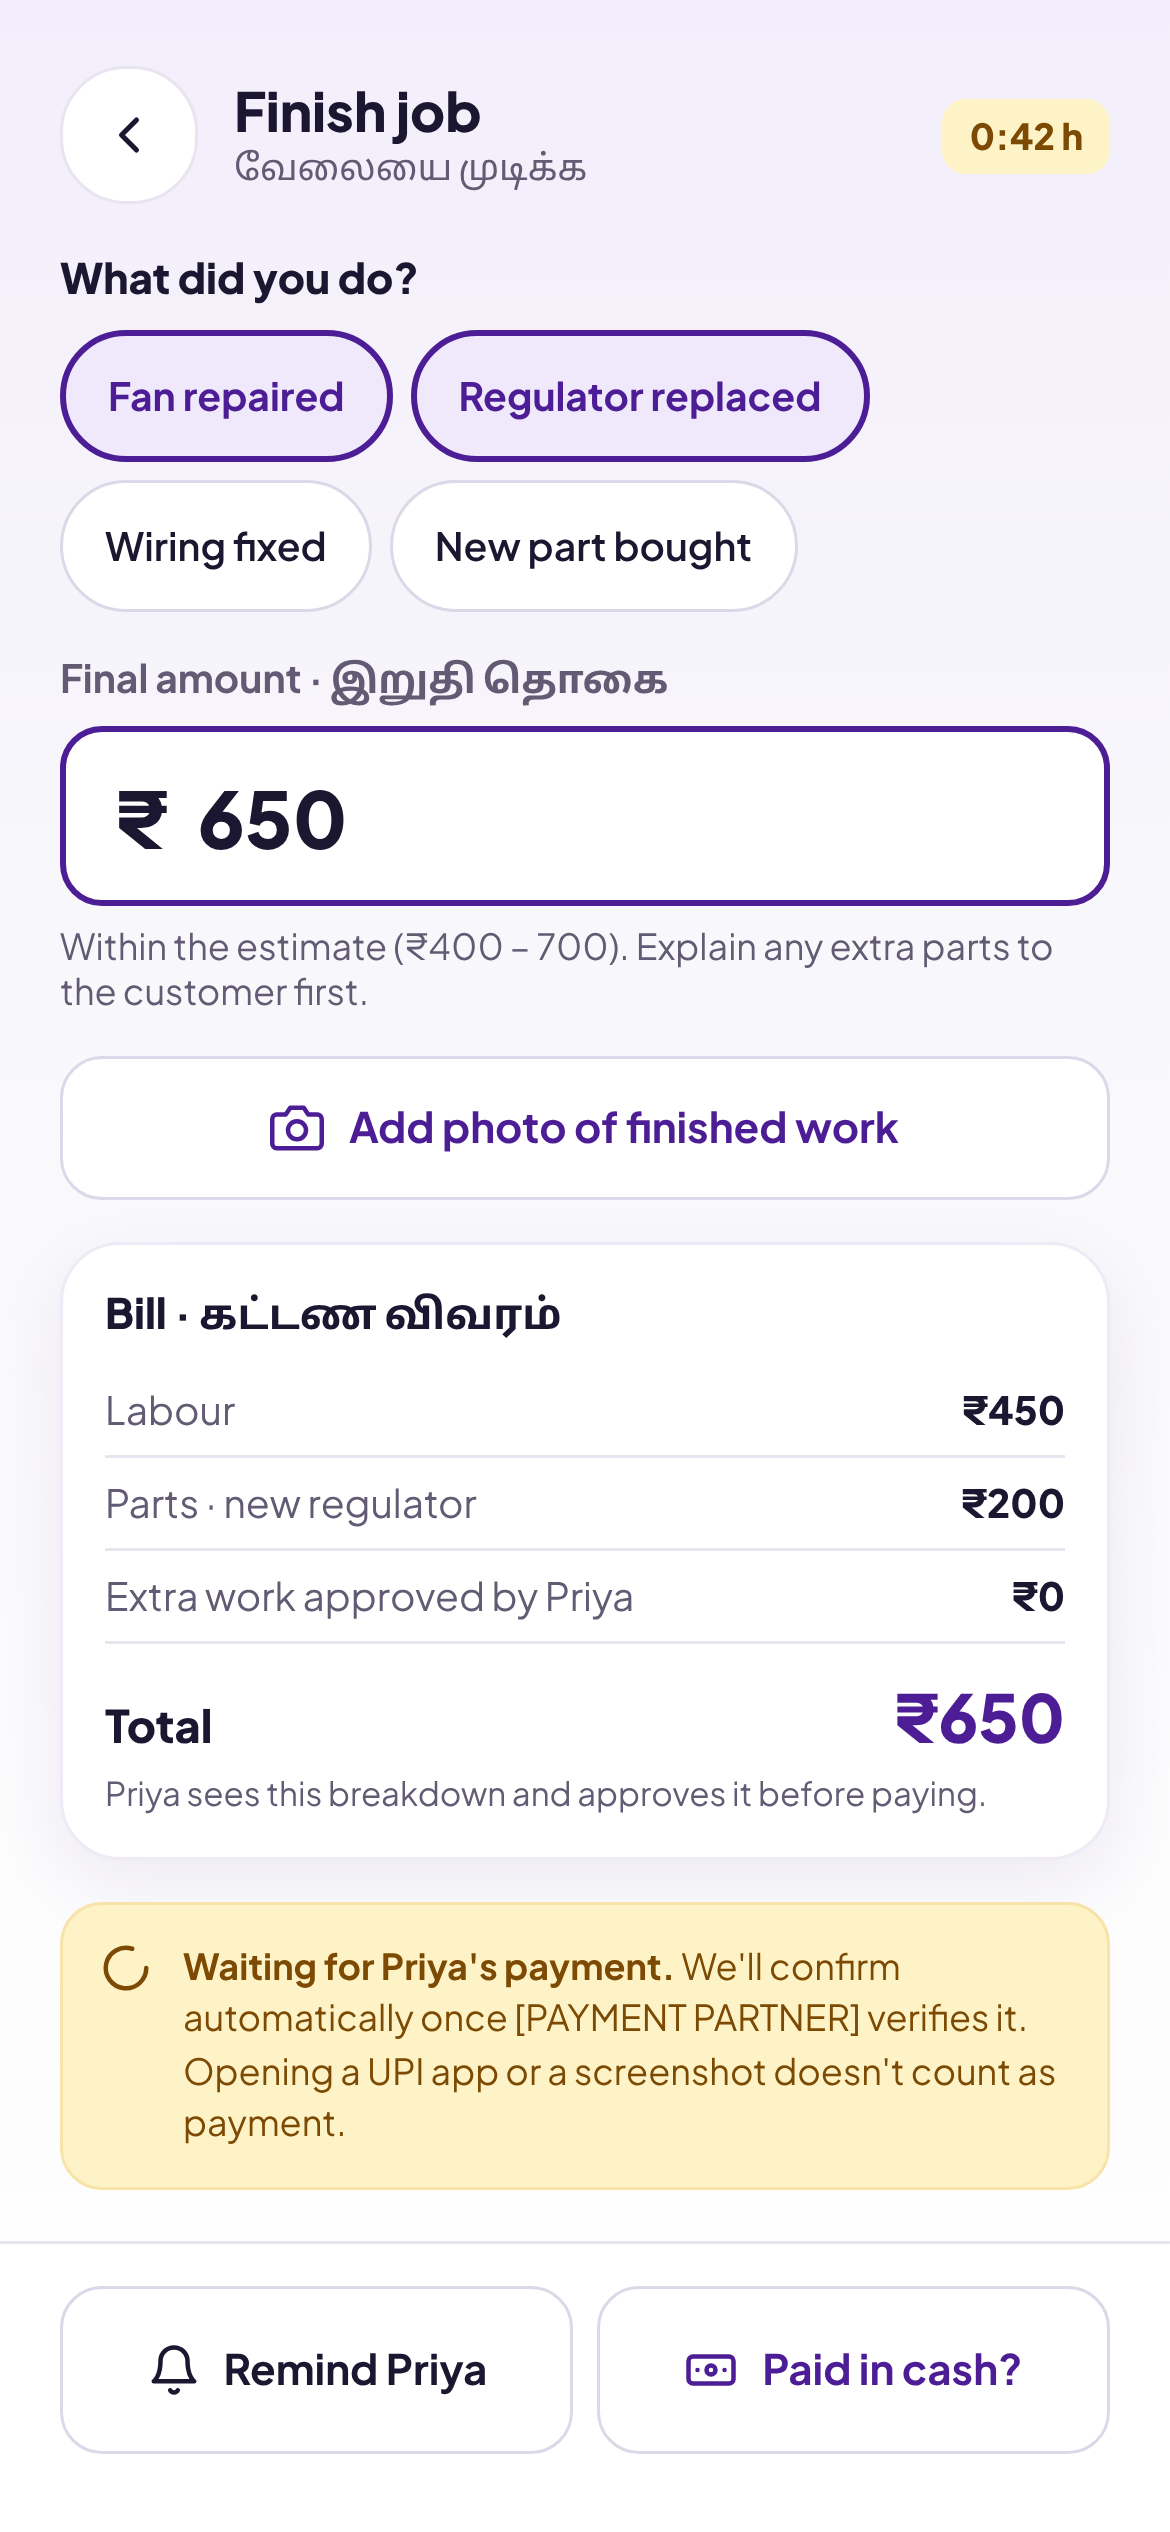 Finish job
வேலையை முடிக்க
0:42 h
What did you do?
Fan repaired
Regulator replaced
Wiring fixed
New part bought
Final amount · இறுதி தொகை
₹ 650
Within the estimate (₹400 – 700). Explain any extra parts to
the customer first.
Add photo of finished work
Bill · கட்டண விவரம்
Labour ₹450
Parts · new regulator ₹200
Extra work approved by Priya ₹0
Total ₹650
Priya sees this breakdown and approves it before paying.
Waiting for Priya's payment. We'll confirm
automatically once [PAYMENT PARTNER] verifies it.
Opening a UPI app or a screenshot doesn't count as
payment.
Remind Priya
Paid in cash?